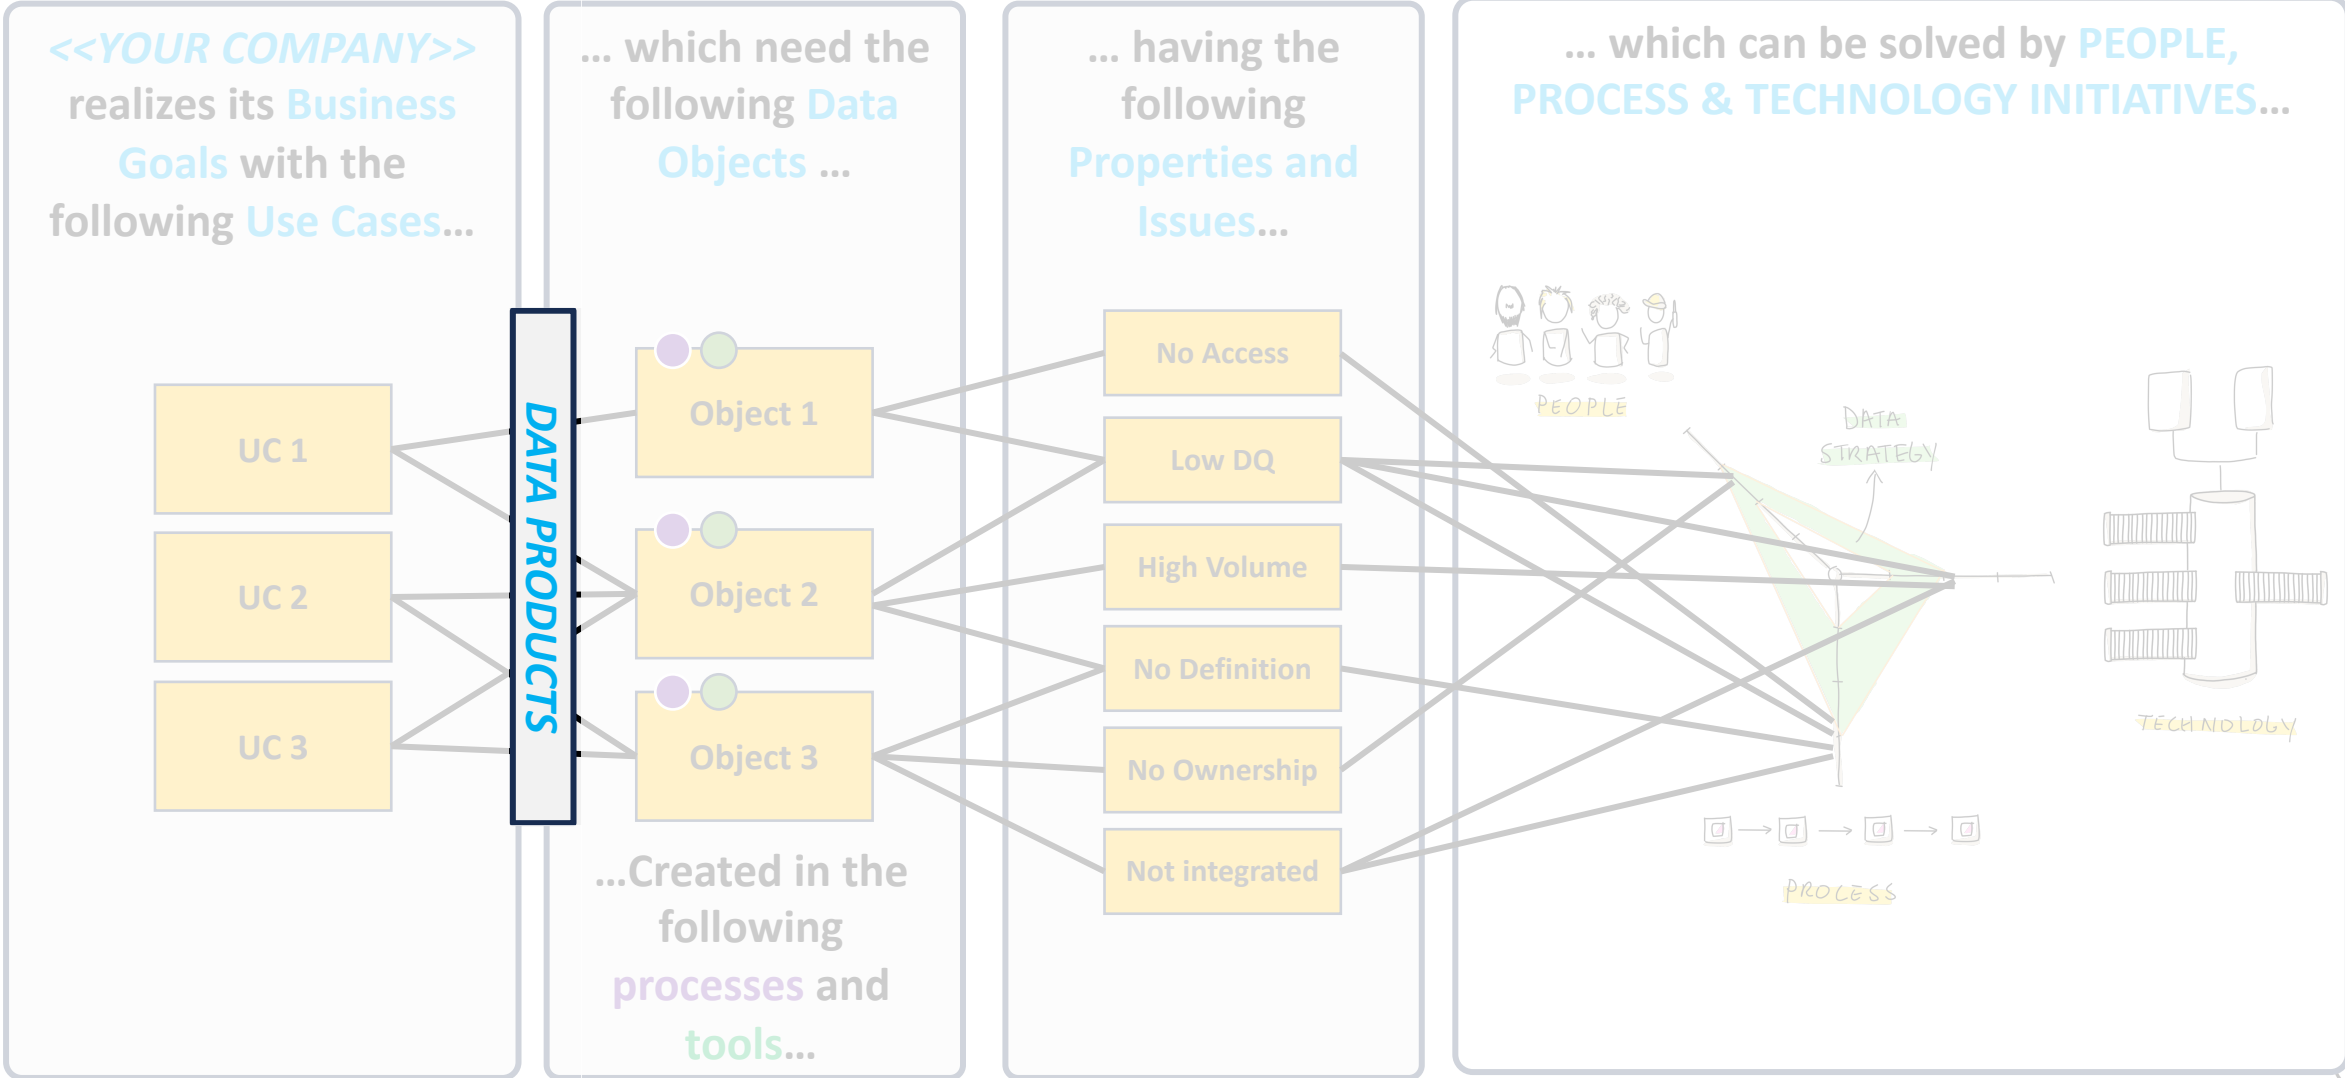 <<YOUR COMPANY>>
realizes its Business
Goals with the
following Use Cases...
UC 1
UC 2
UC 3
DATA PRODUCTS
... which need the
following Data
Objects ...
Object 1
Object 2
Object 3
...Created in the
following
processes and
tools...
... having the
following
Properties and
Issues...
No Access
Low DQ
High Volume
No Definition
No Ownership
Not integrated
... which can be solved by PEOPLE,
PROCESS & TECHNOLOGY INITIATIVES...
PEOPLE
DATA
STRATEGY
TECHNOLOGY
PROCESS